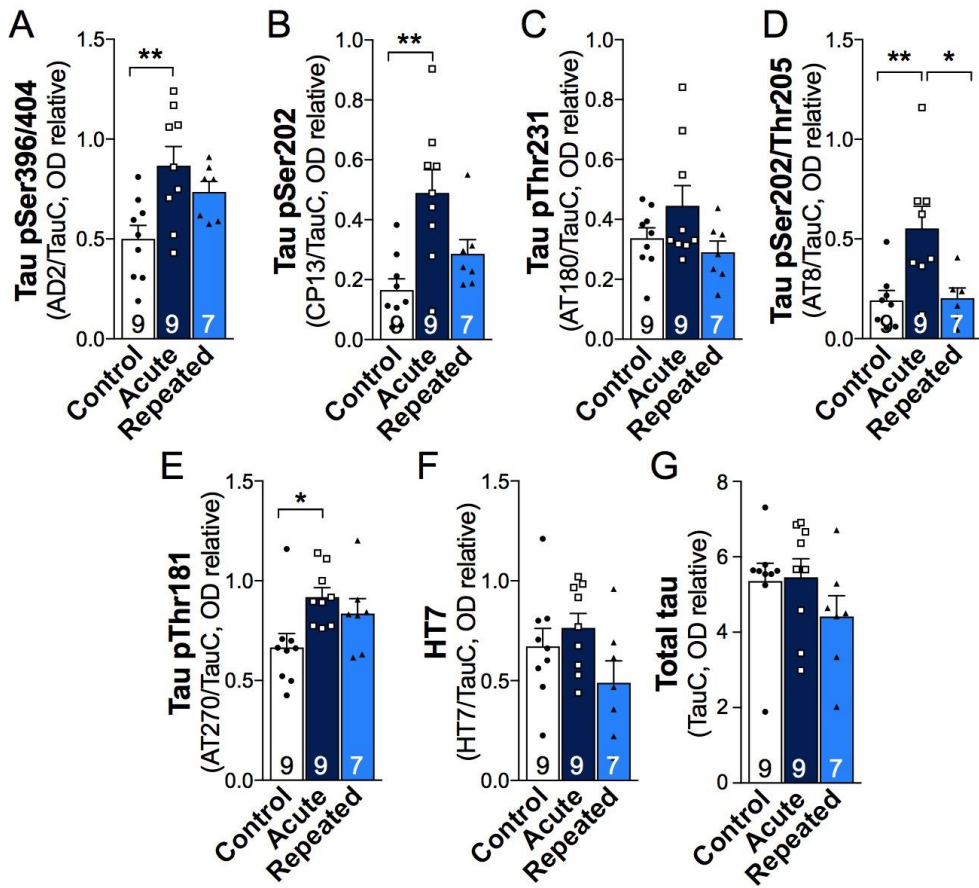 A
Tau pSer396/404
(AD2/TauC, OD relative)
1.5
1.0
0.5
0.0
**
9
9
7
Control
Acute
Repeated
B
Tau pSer202
(CP13/TauC, OD relative)
1.0
0.8
0.6
0.4
0.2
0.0
**
9
9
7
Control
Acute
Repeated
C
Tau pThr231
(AT180/TauC, OD relative)
1.0
0.8
0.6
0.4
0.2
0.0
9
9
7
Control
Acute
Repeated
D
Tau pSer202/Thr205
(AT8/TauC, OD relative)
1.5
1.0
0.5
0.0
**
*
9
9
7
Control
Acute
Repeated
E
Tau pThr181
(AT270/TauC, OD relative)
1.5
1.0
0.5
0.0
*
9
9
7
Control
Acute
Repeated
F
HT7
(HT7/TauC, OD relative)
1.5
1.0
0.5
0.0
9
9
7
Control
Acute
Repeated
G
Total tau
(TauC, OD relative)
8
6
4
2
0
9
9
7
Control
Acute
Repeated